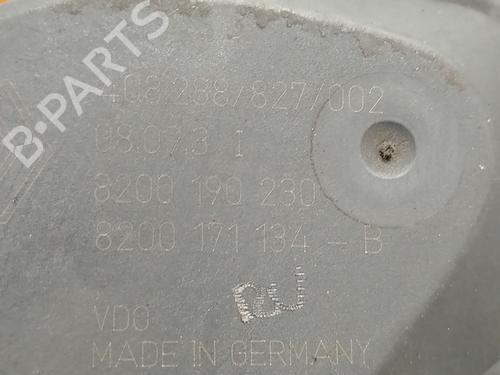 B-PARTS
408.238/827/002
08.07.3 I
8200 190 230
8200 171 134 - B
VDO
MADE IN GERMANY